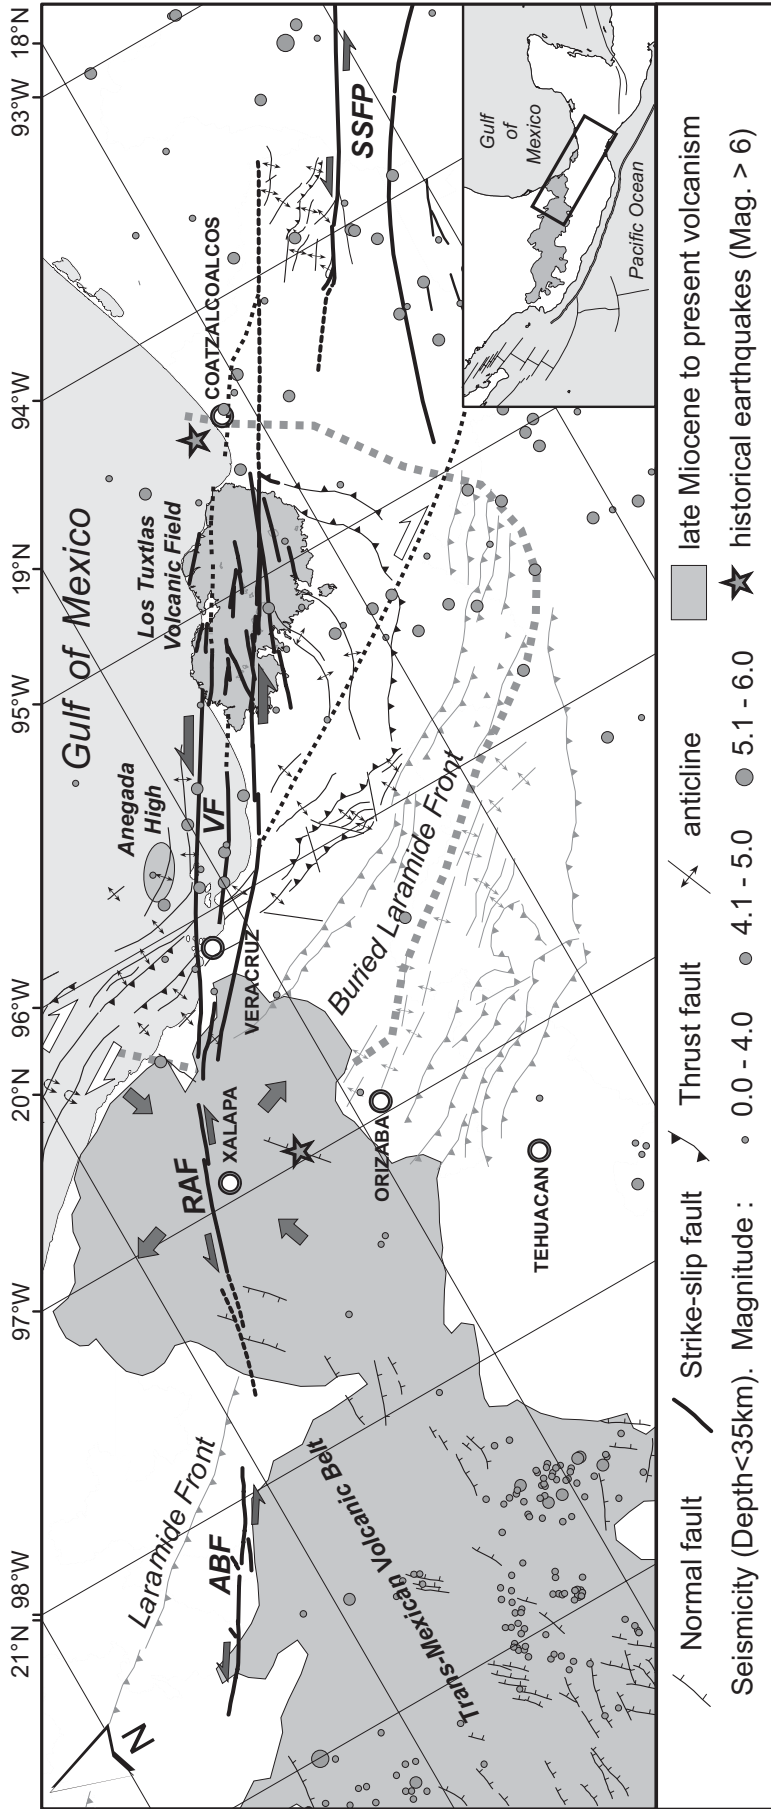 21°N
98°W
97°W
20°N
96°W
95°W
19°N
94°W
93°W
18°N
N
Laramide Front
ABF
Trans-Mexican Volcanic Belt
RAF
XALAPA
ORIZABA
TEHUACAN
VERACRUZ
Buried Laramide Front
Anegada
High
VF
Gulf of Mexico
Los Tuxtlas
Volcanic Field
COATZALCOALCOS
SSFP
Gulf
of
Mexico
Pacific Ocean
Normal fault
Strike-slip fault
Thrust fault
anticline
late Miocene to present volcanism
Seismicity (Depth<35km). Magnitude :
0.0 - 4.0
4.1 - 5.0
5.1 - 6.0
historical earthquakes (Mag. > 6)